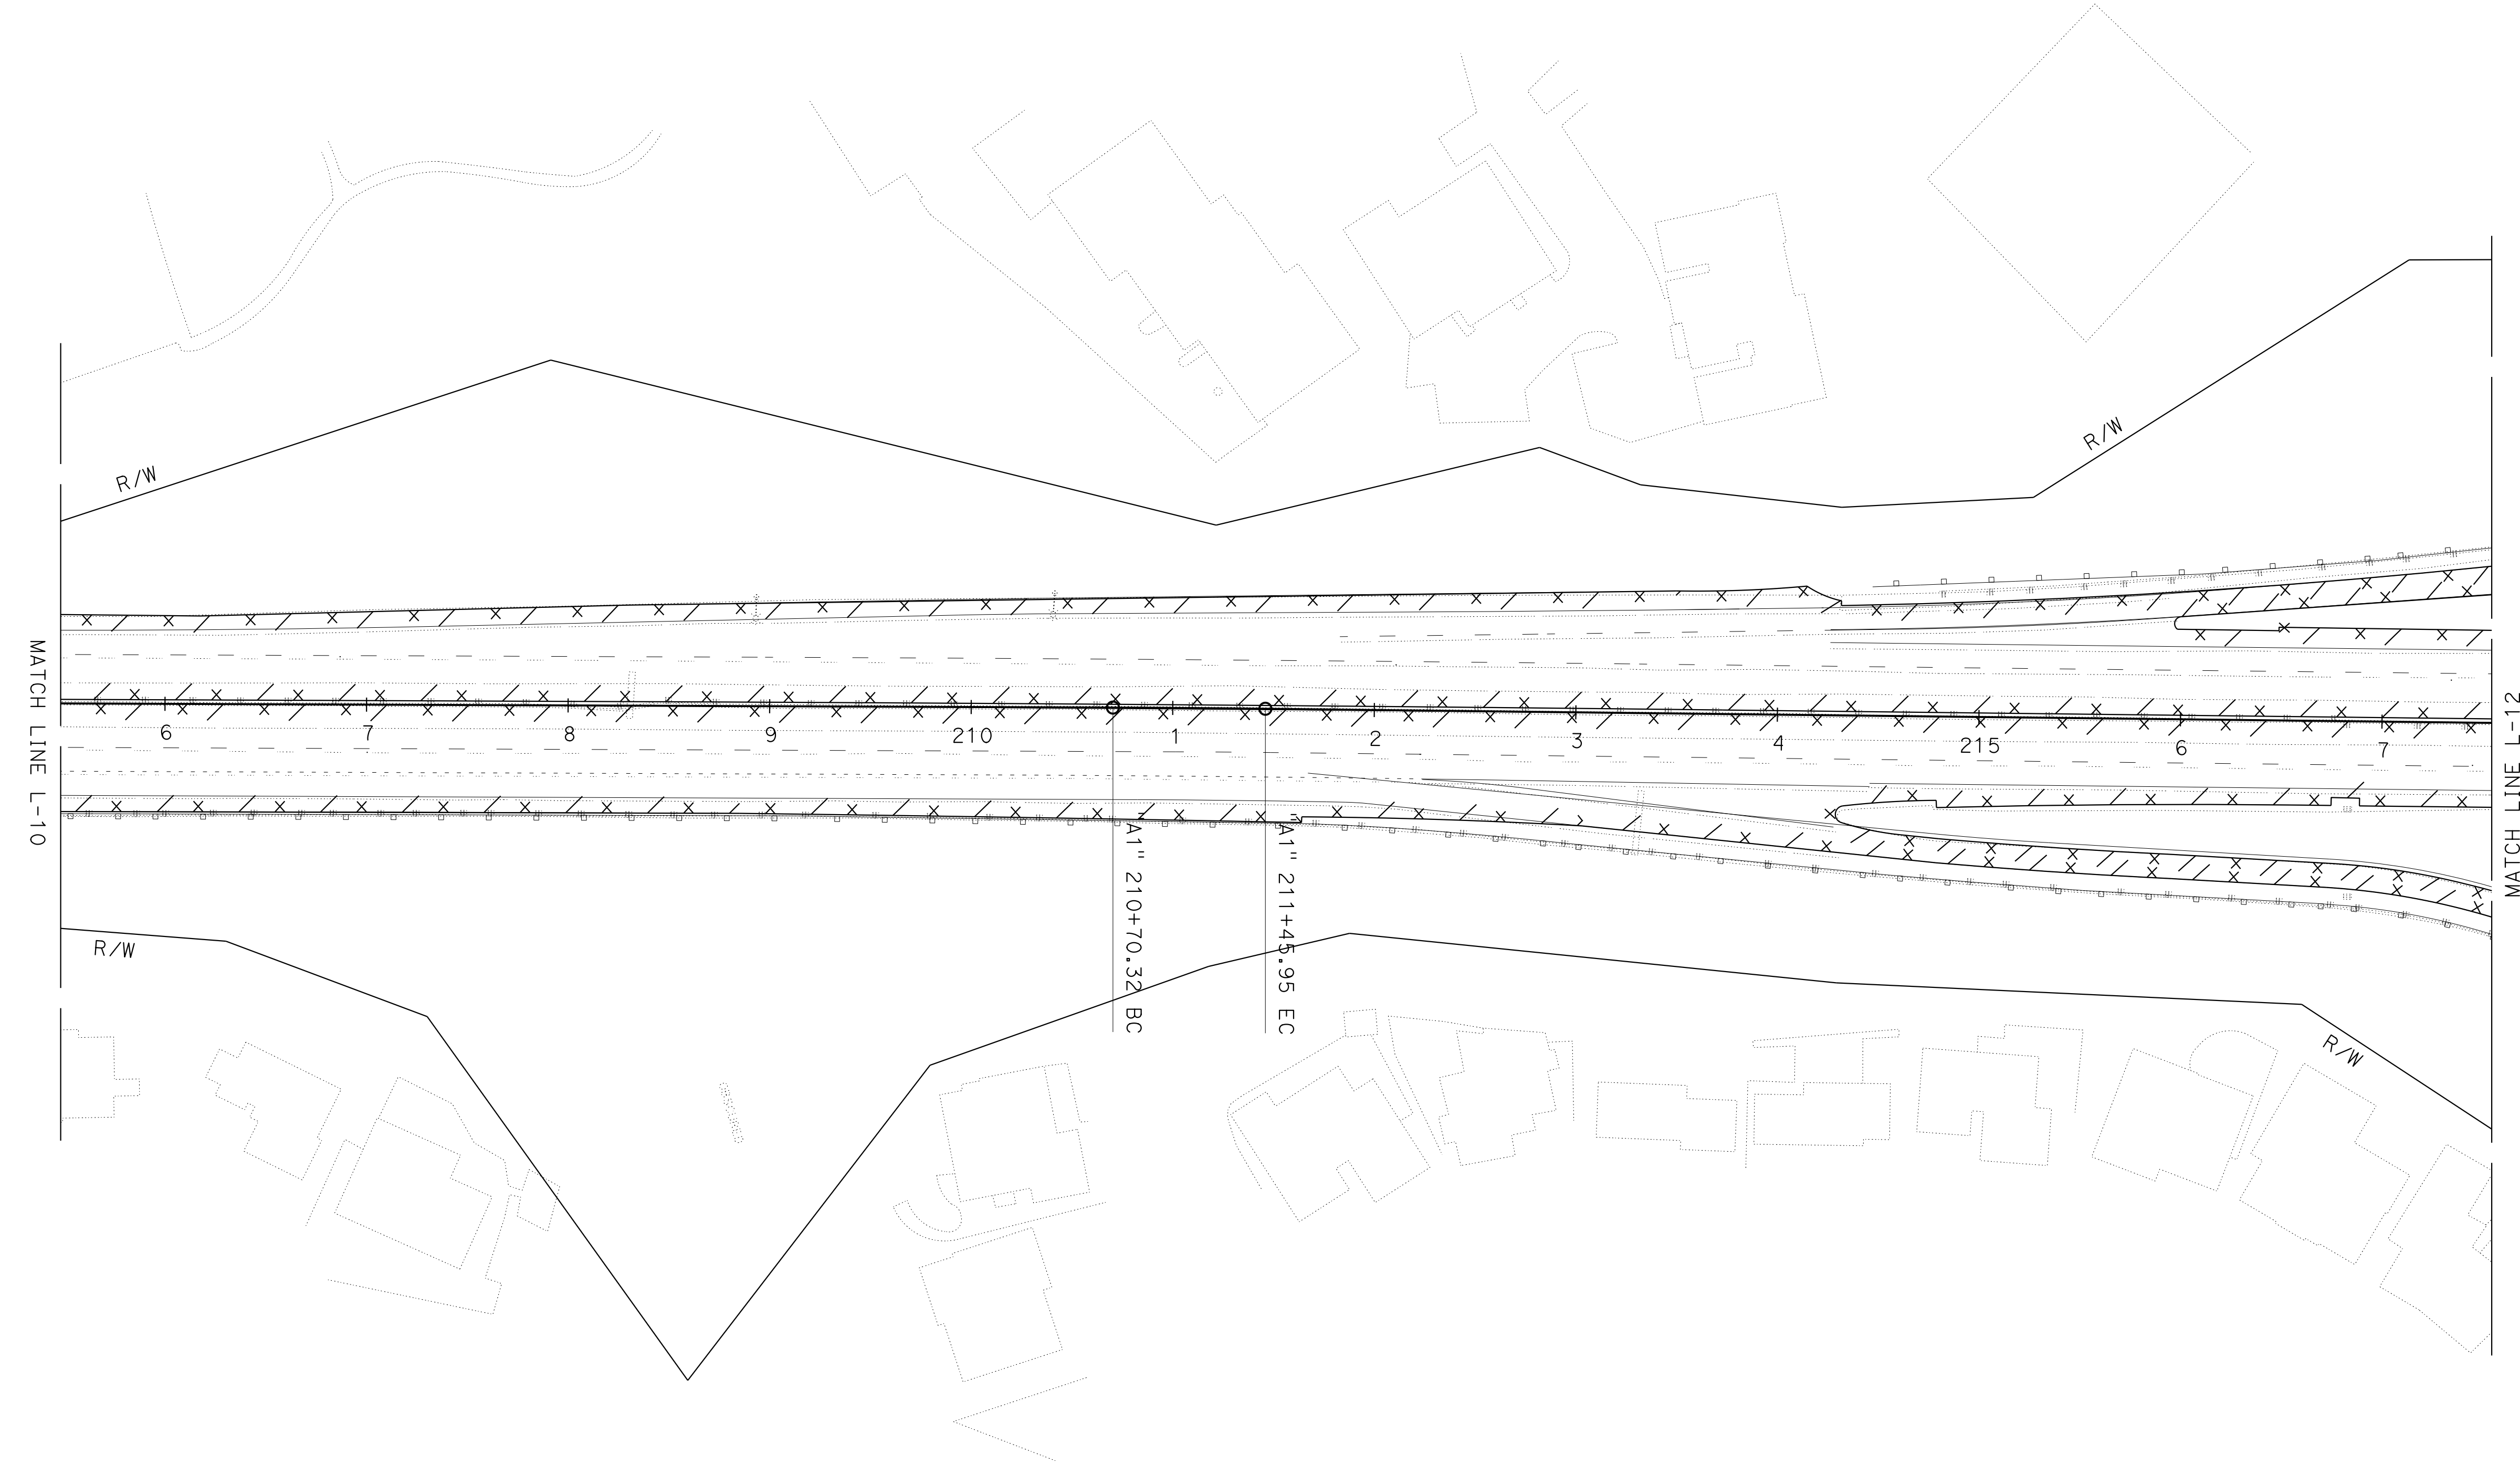 R/W
R/W
MATCH LINE L-10
MATCH LINE L-12
6
7
8
9
210
1
2
3
4
215
6
7
"A1" 210+70.32 BC
"A1" 211+45.95 EC
R/W
R/W